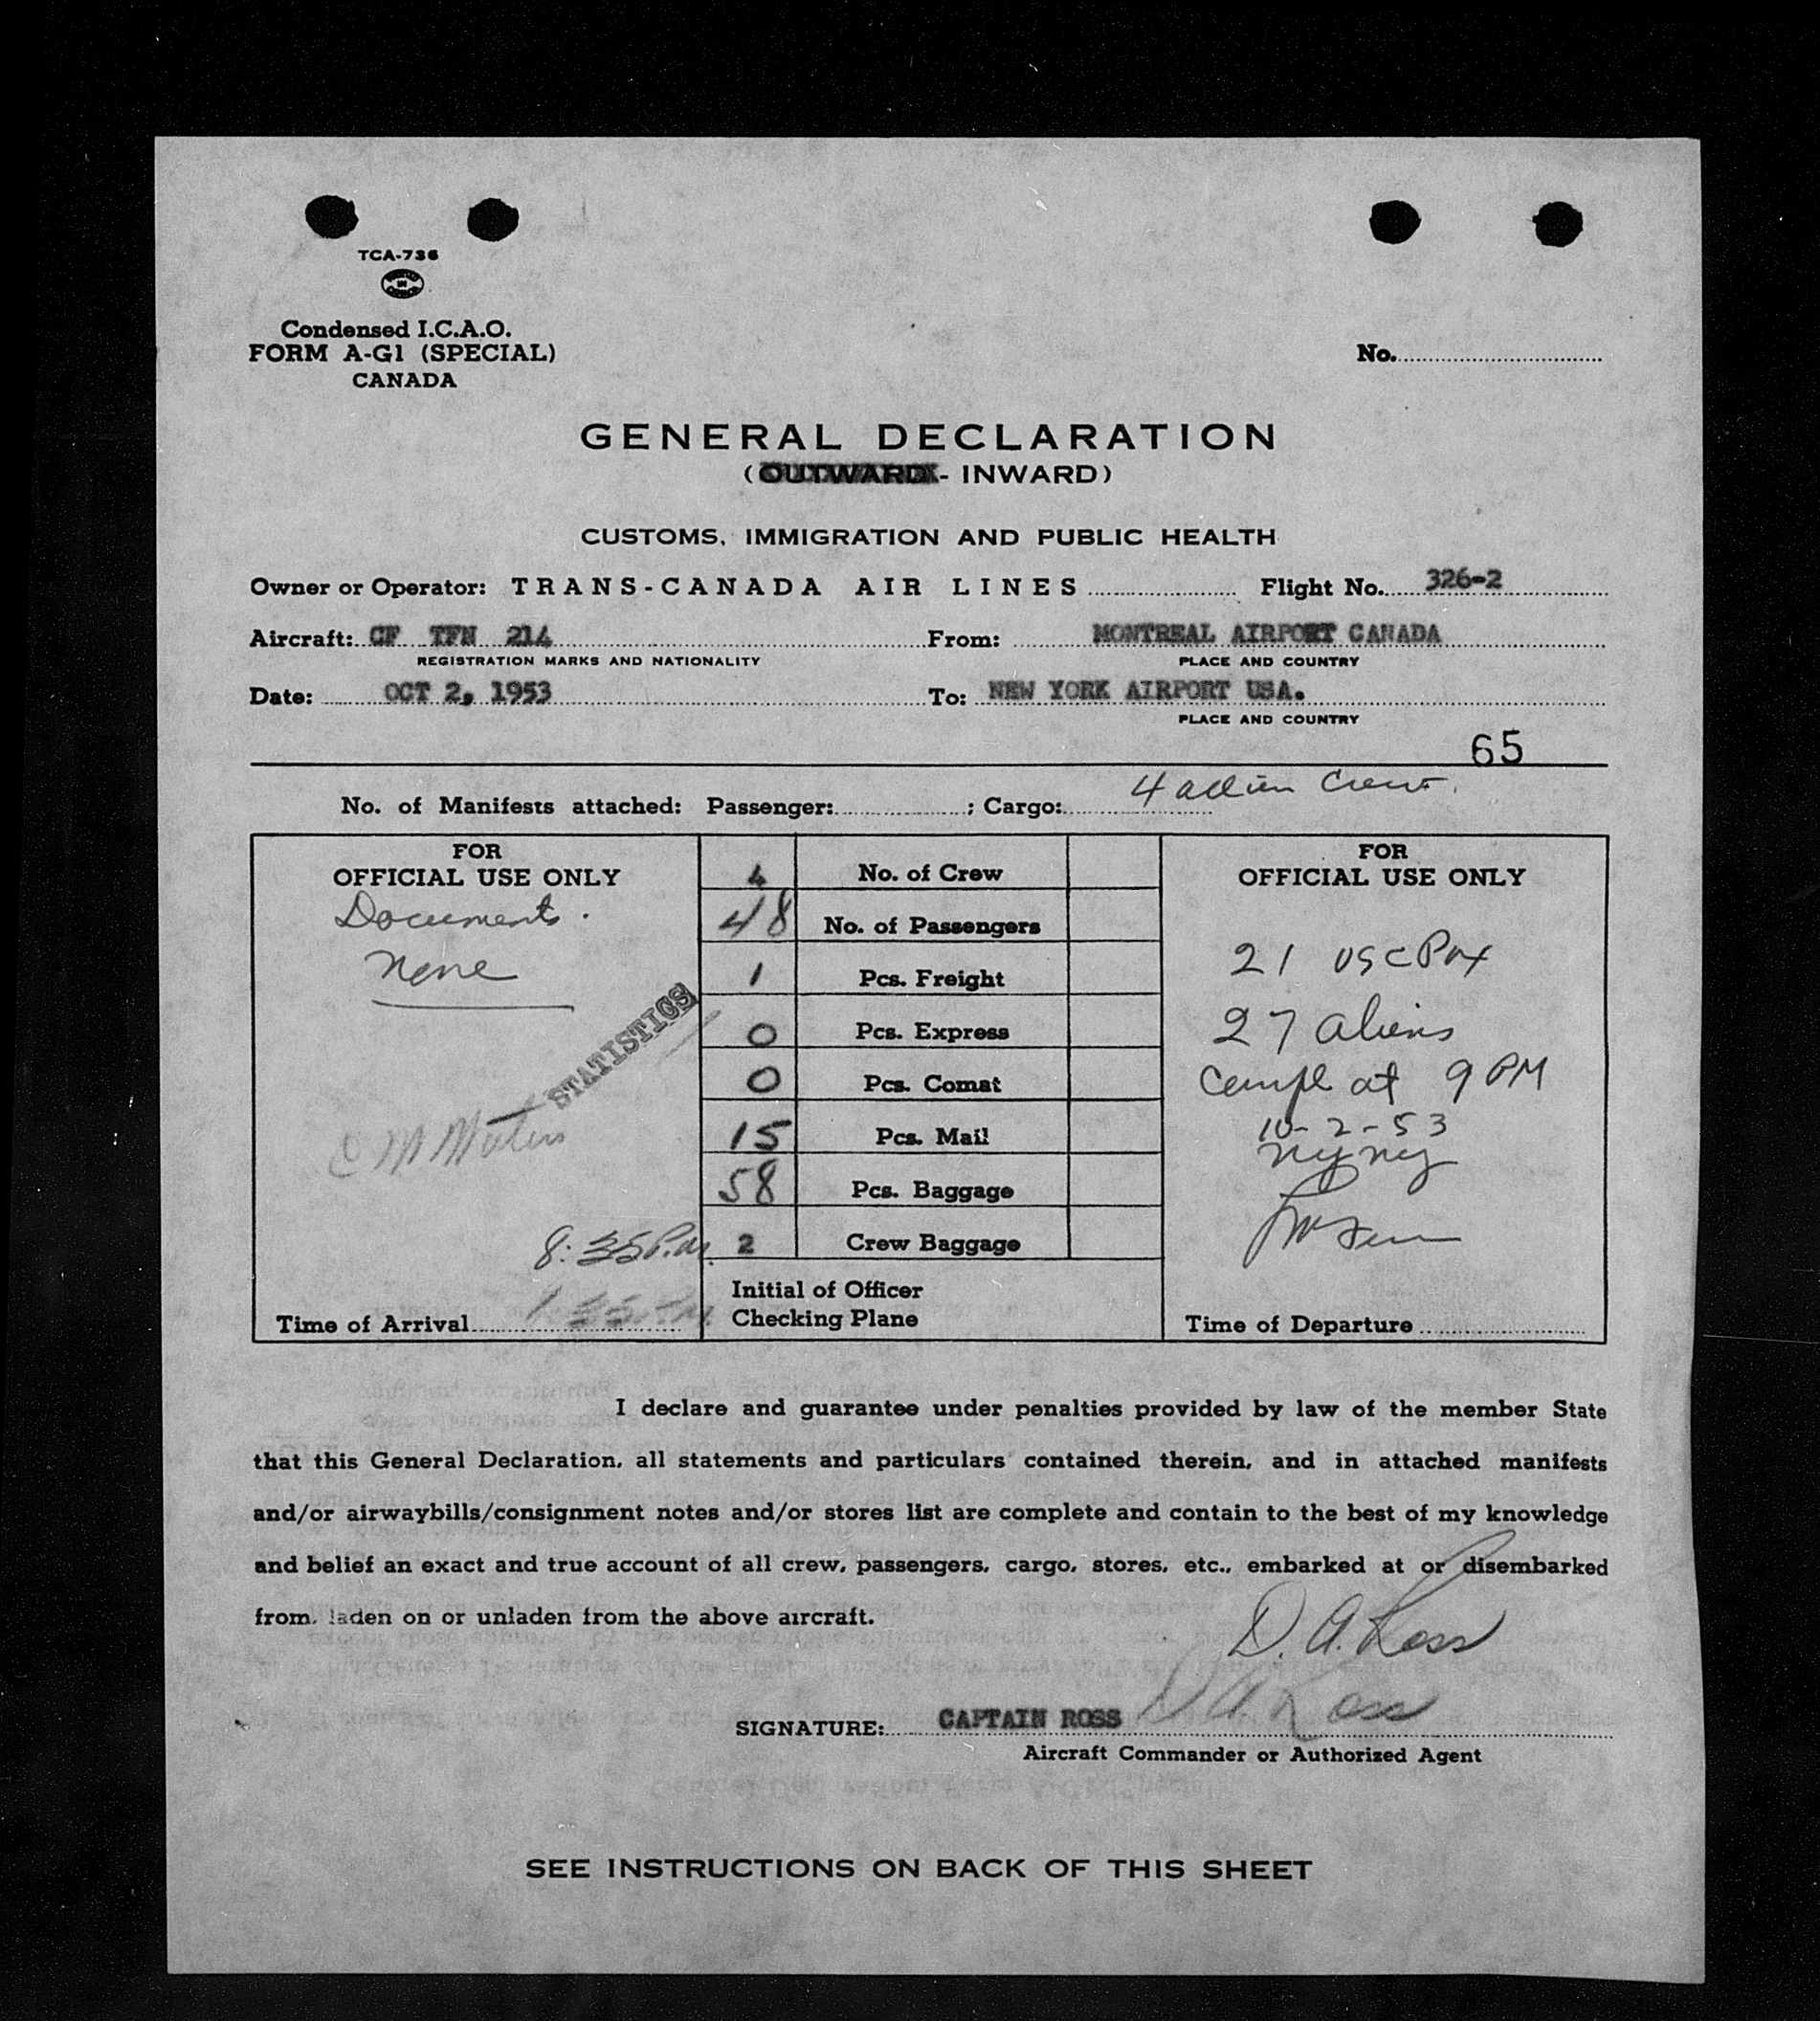 TCA-736
Condensed I.C.A.O.
FORM A-G1 (SPECIAL)
CANADA
No.
GENERAL DECLARATION
(OUTWARD - INWARD)
CUSTOMS, IMMIGRATION AND PUBLIC HEALTH
Owner or Operator: TRANS-CANADA AIR LINES Flight No. 326-2
Aircraft: CF TFN 214 From: MONTREAL AIRPORT CANADA
REGISTRATION MARKS AND NATIONALITY PLACE AND COUNTRY
Date: OCT 2, 1953 To: NEW YORK AIRPORT USA.
PLACE AND COUNTRY
65
4 alien Crew.
No. of Manifests attached: Passenger: ; Cargo:
FOR OFFICIAL USE ONLY
Documents.
None
STATISTICS
8:35 P.M.
Time of Arrival
4 No. of Crew
48 No. of Passengers
1 Pcs. Freight
0 Pcs. Express
0 Pcs. Comat
15 Pcs. Mail
58 Pcs. Baggage
2 Crew Baggage
Initial of Officer
Checking Plane
FOR OFFICIAL USE ONLY
21 USC Pax
27 aliens
Compl at 9 PM
10-2-53
NY NY
Time of Departure
I declare and guarantee under penalties provided by law of the member State
that this General Declaration, all statements and particulars contained therein, and in attached manifests
and/or airwaybills/consignment notes and/or stores list are complete and contain to the best of my knowledge
and belief an exact and true account of all crew, passengers, cargo, stores, etc., embarked at or disembarked
from, laden on or unladen from the above aircraft.
D. A. Ross
SIGNATURE: CAPTAIN ROSS D A. Ross
Aircraft Commander or Authorized Agent
SEE INSTRUCTIONS ON BACK OF THIS SHEET